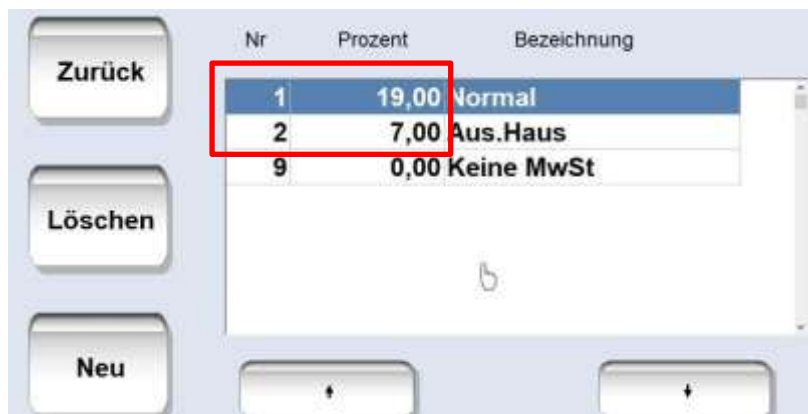 Nr Prozent Bezeichnung
Zurück
1 19,00 Normal
2 7,00 Aus.Haus
9 0,00 Keine MwSt
Löschen
Neu